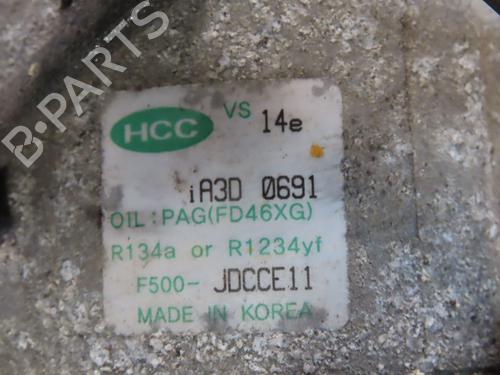 B-PARTS
HCC VS 14e
iA3D 0691
OIL:PAG(FD46XG)
R134a or R1234yf
F500- JDCCE11
MADE IN KOREA